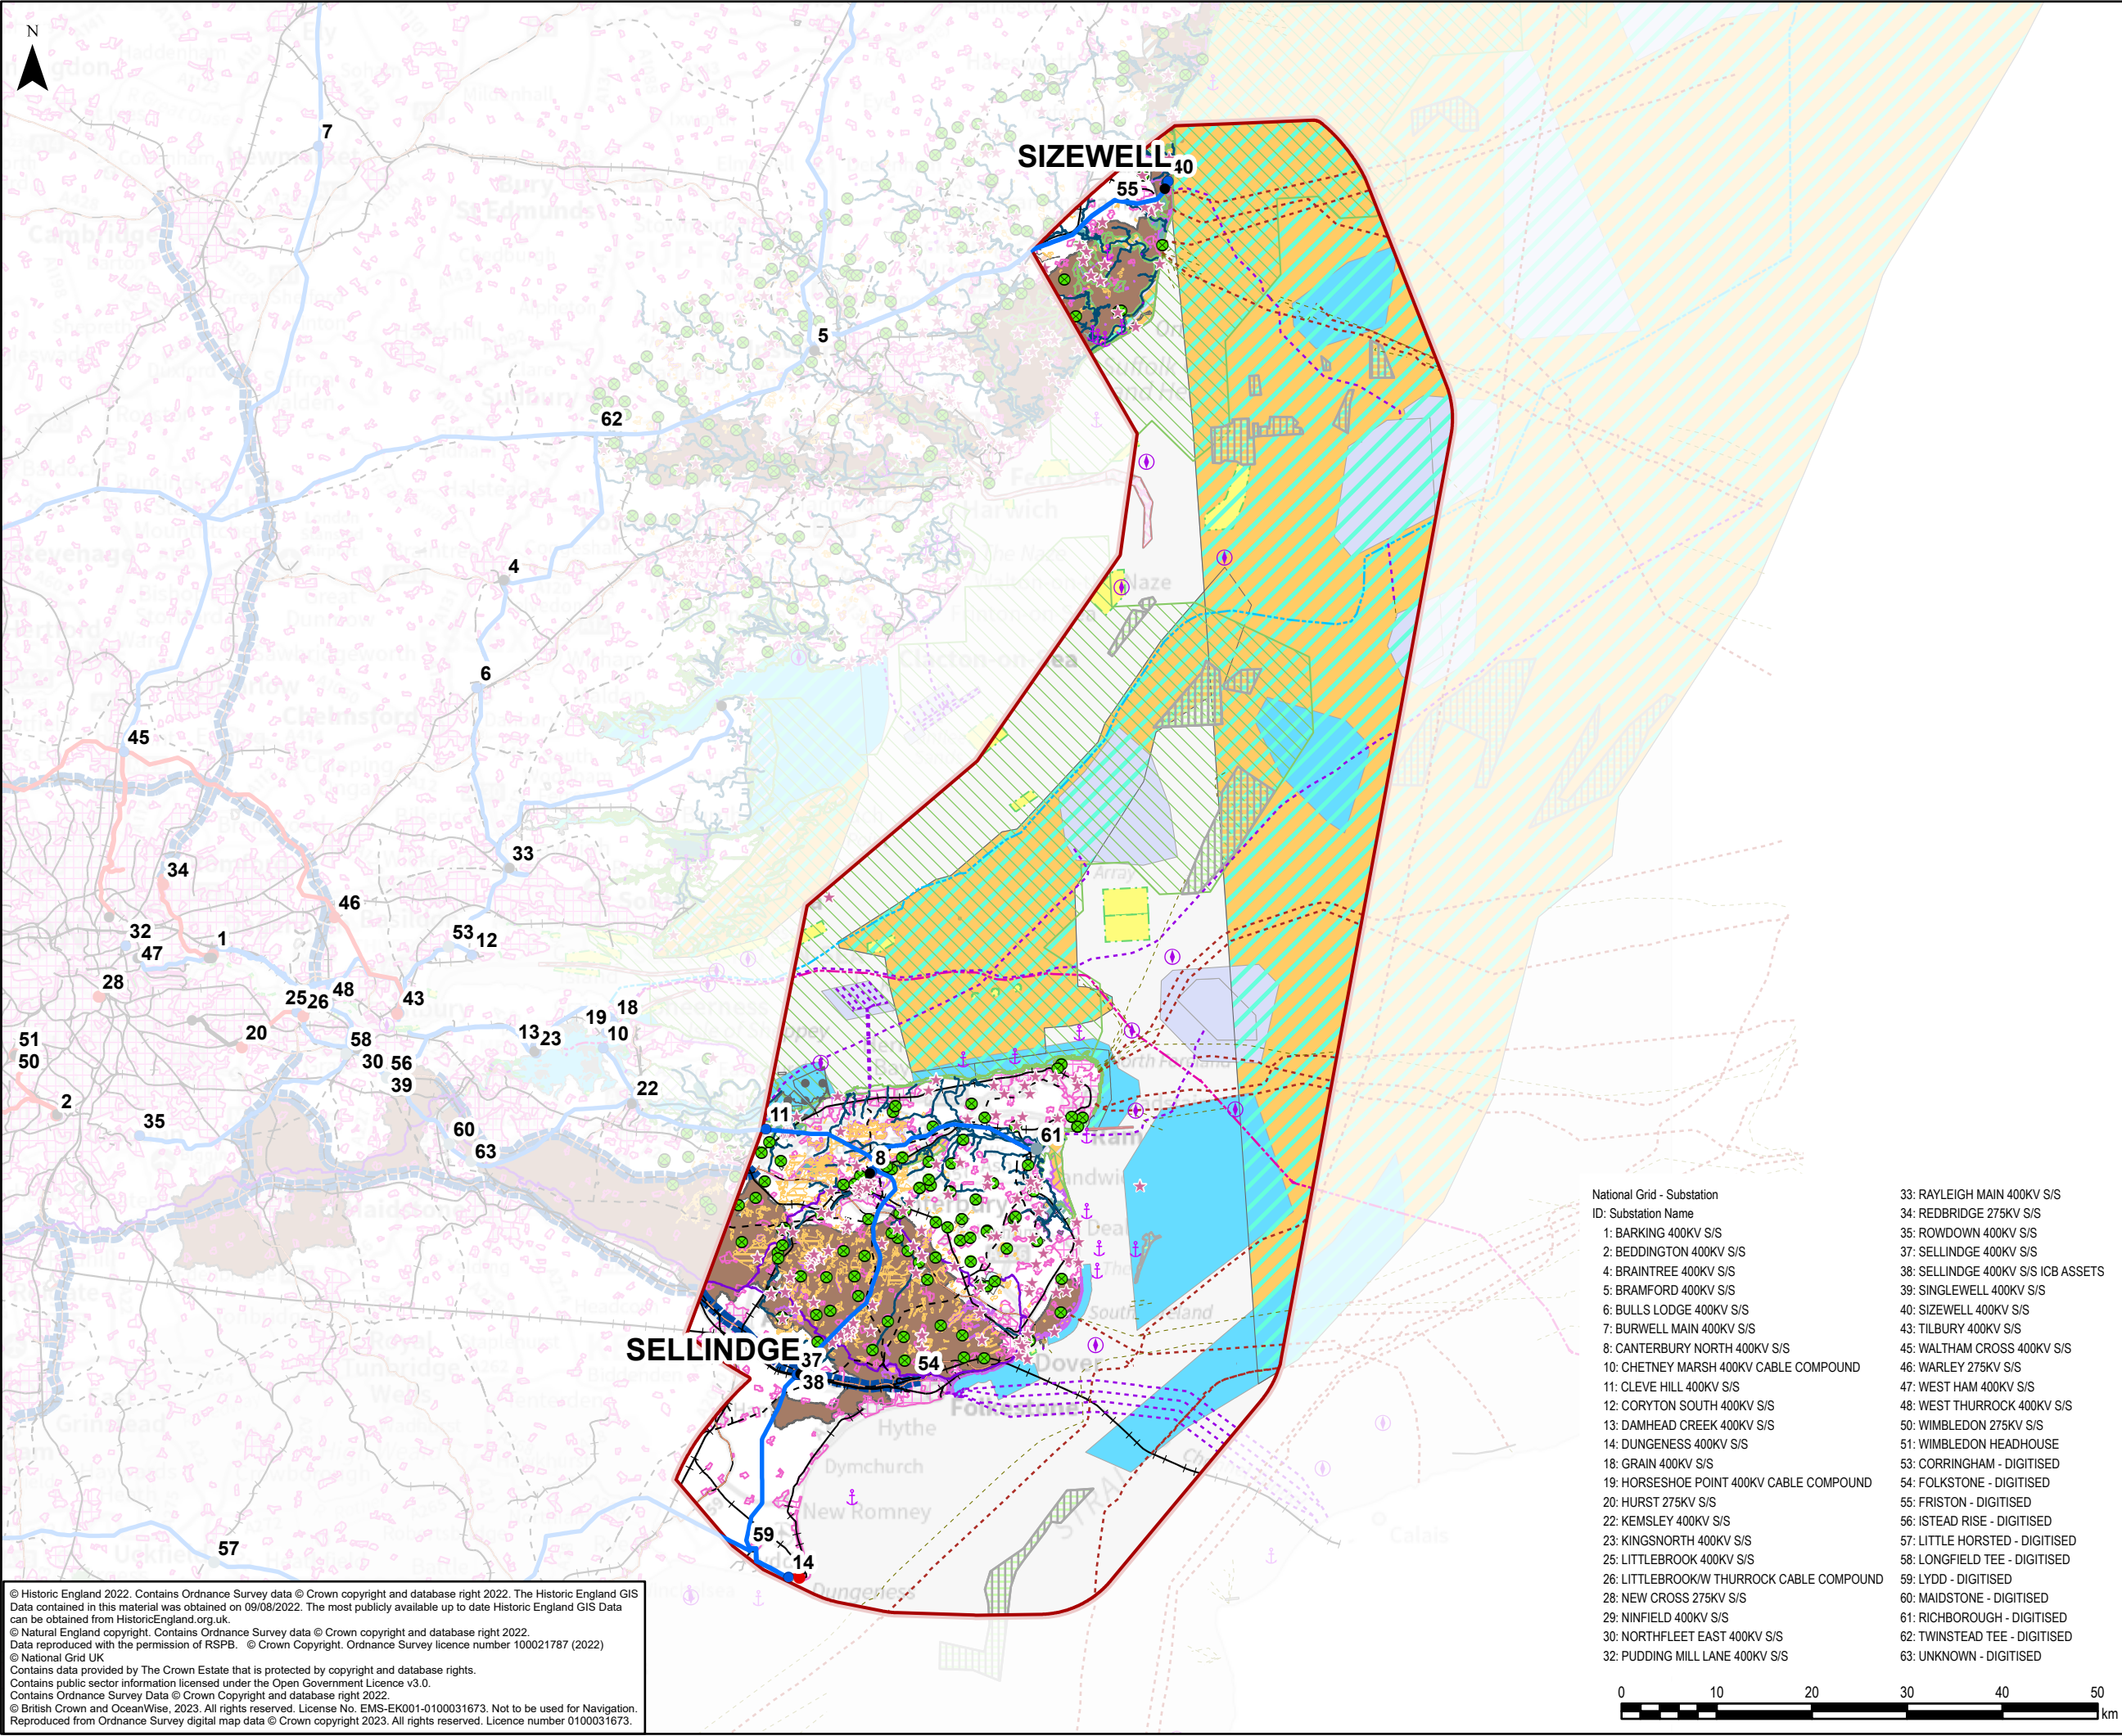 N
SIZEWELL
40
55
7
5
62
4
6
45
33
34
46
32
47
1
53
12
28
25
26
48
43
18
19
10
13
23
20
58
30
56
39
51
50
22
2
35
60
63
11
61
8
SELLINDGE
37
38
54
59
14
57
Cambridge
Bury
Edmunds
Sudbury
Harwich
Naze
Chelmsford
Array
North Foreland
Dover
Folkestone
Hythe
Dymchurch
New Romney
Dungeness
Calais
Uckfield
National Grid - Substation
ID: Substation Name
1: BARKING 400KV S/S
2: BEDDINGTON 400KV S/S
4: BRAINTREE 400KV S/S
5: BRAMFORD 400KV S/S
6: BULLS LODGE 400KV S/S
7: BURWELL MAIN 400KV S/S
8: CANTERBURY NORTH 400KV S/S
10: CHETNEY MARSH 400KV CABLE COMPOUND
11: CLEVE HILL 400KV S/S
12: CORYTON SOUTH 400KV S/S
13: DAMHEAD CREEK 400KV S/S
14: DUNGENESS 400KV S/S
18: GRAIN 400KV S/S
19: HORSESHOE POINT 400KV CABLE COMPOUND
20: HURST 275KV S/S
22: KEMSLEY 400KV S/S
23: KINGSNORTH 400KV S/S
25: LITTLEBROOK 400KV S/S
26: LITTLEBROOK/W THURROCK CABLE COMPOUND
28: NEW CROSS 275KV S/S
29: NINFIELD 400KV S/S
30: NORTHFLEET EAST 400KV S/S
32: PUDDING MILL LANE 400KV S/S
33: RAYLEIGH MAIN 400KV S/S
34: REDBRIDGE 275KV S/S
35: ROWDOWN 400KV S/S
37: SELLINDGE 400KV S/S
38: SELLINDGE 400KV S/S ICB ASSETS
39: SINGLEWELL 400KV S/S
40: SIZEWELL 400KV S/S
43: TILBURY 400KV S/S
45: WALTHAM CROSS 400KV S/S
46: WARLEY 275KV S/S
47: WEST HAM 400KV S/S
48: WEST THURROCK 400KV S/S
50: WIMBLEDON 275KV S/S
51: WIMBLEDON HEADHOUSE
53: CORRINGHAM - DIGITISED
54: FOLKSTONE - DIGITISED
55: FRISTON - DIGITISED
56: ISTEAD RISE - DIGITISED
57: LITTLE HORSTED - DIGITISED
58: LONGFIELD TEE - DIGITISED
59: LYDD - DIGITISED
60: MAIDSTONE - DIGITISED
61: RICHBOROUGH - DIGITISED
62: TWINSTEAD TEE - DIGITISED
63: UNKNOWN - DIGITISED
0 10 20 30 40 50
km
© Historic England 2022. Contains Ordnance Survey data © Crown copyright and database right 2022. The Historic England GIS
Data contained in this material was obtained on 09/08/2022. The most publicly available up to date Historic England GIS Data
can be obtained from HistoricEngland.org.uk.
© Natural England copyright. Contains Ordnance Survey data © Crown copyright and database right 2022.
Data reproduced with the permission of RSPB. © Crown Copyright. Ordnance Survey licence number 100021787 (2022)
© National Grid UK
Contains data provided by The Crown Estate that is protected by copyright and database rights.
Contains public sector information licensed under the Open Government Licence v3.0.
Contains Ordnance Survey Data © Crown Copyright and database right 2022.
© British Crown and OceanWise, 2023. All rights reserved. License No. EMS-EK001-0100031673. Not to be used for Navigation.
Reproduced from Ordnance Survey digital map data © Crown copyright 2023. All rights reserved. Licence number 0100031673.